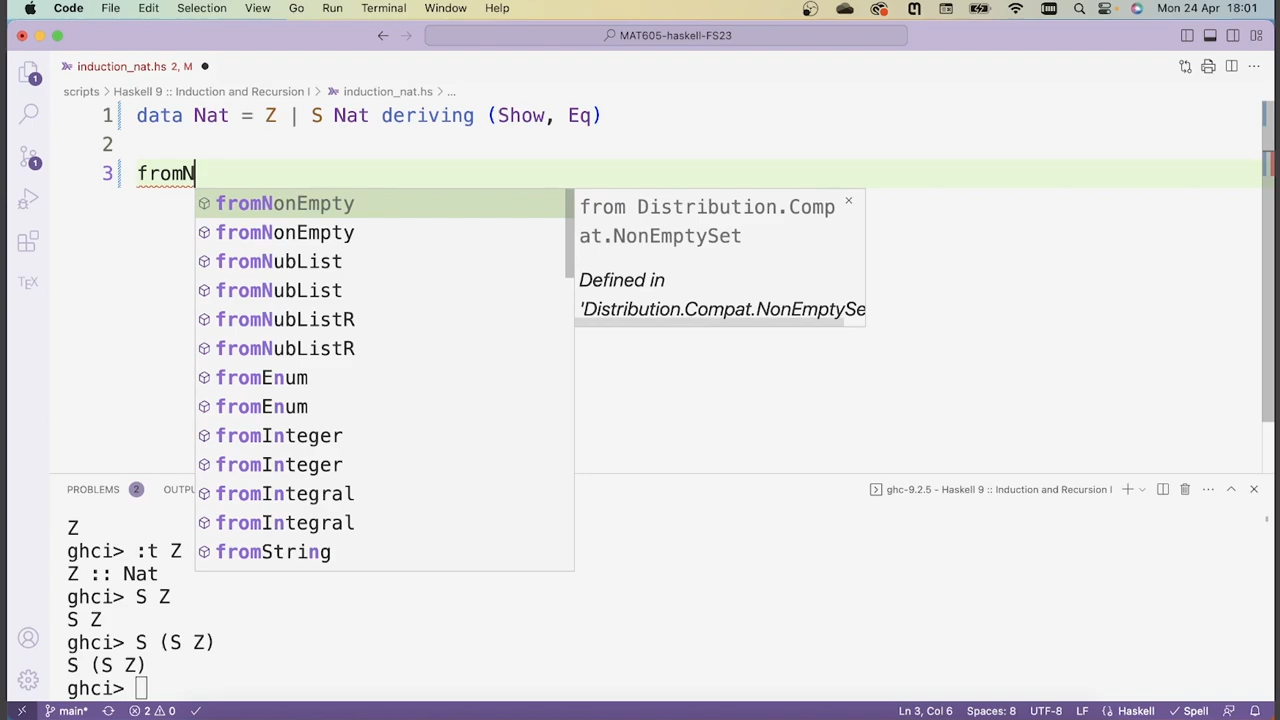 Code File Edit Selection View Go Run Terminal Window Help Mon 24 Apr 18:01
MAT605-haskell-FS23
induction_nat.hs 2, M
scripts > Haskell 9 :: Induction and Recursion I > induction_nat.hs > ...
1 data Nat = Z | S Nat deriving (Show, Eq)
2
3 fromN
fromNonEmpty
fromNonEmpty
fromNubList
fromNubList
fromNubListR
fromNubListR
fromEnum
fromEnum
fromInteger
fromInteger
fromIntegral
fromIntegral
fromString
from Distribution.Comp
at.NonEmptySet
Defined in
'Distribution.Compat.NonEmptySe
PROBLEMS 2 OUTPU
ghc-9.2.5 - Haskell 9 :: Induction and Recursion I
Z
ghci> :t Z
Z :: Nat
ghci> S Z
S Z
ghci> S (S Z)
S (S Z)
ghci>
TEX
1
1
main* 2 0 Ln 3, Col 6 Spaces: 8 UTF-8 LF Haskell Spell